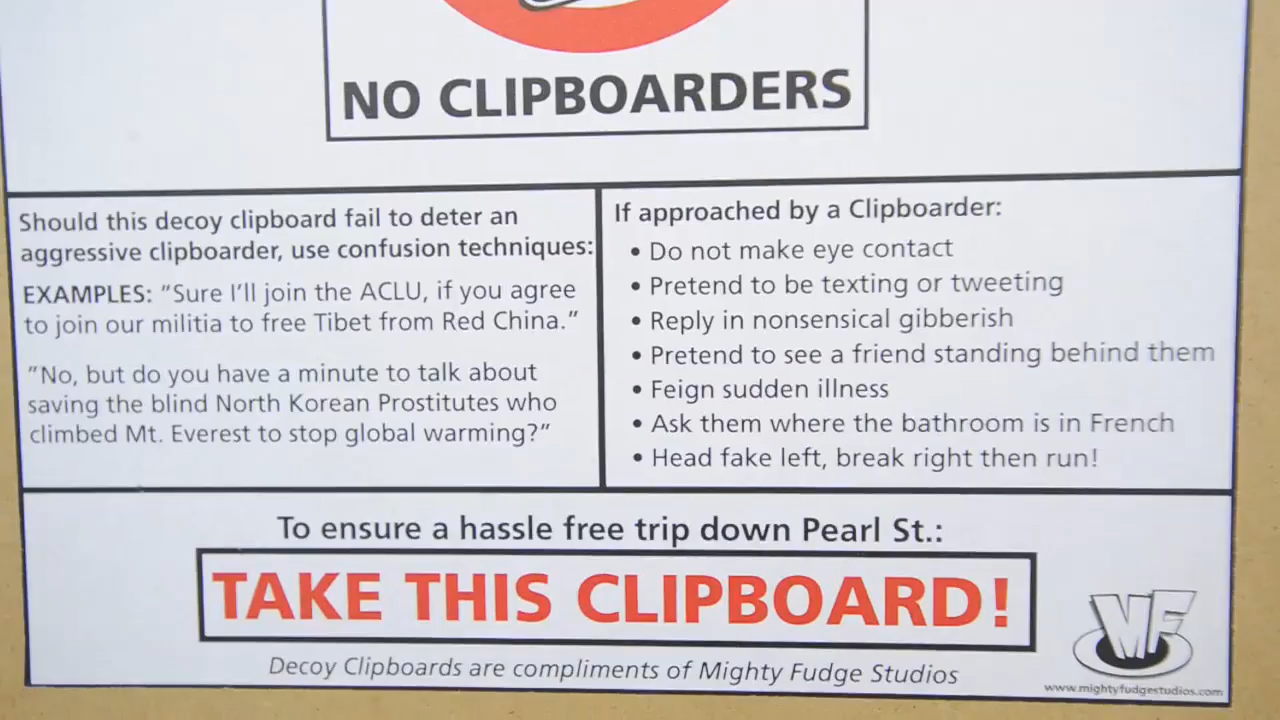 NO CLIPBOARDERS
Should this decoy clipboard fail to deter an
aggressive clipboarder, use confusion techniques:
EXAMPLES: "Sure I'll join the ACLU, if you agree
to join our militia to free Tibet from Red China."
"No, but do you have a minute to talk about
saving the blind North Korean Prostitutes who
climbed Mt. Everest to stop global warming?"
If approached by a Clipboarder:
• Do not make eye contact
• Pretend to be texting or tweeting
• Reply in nonsensical gibberish
• Pretend to see a friend standing behind them
• Feign sudden illness
• Ask them where the bathroom is in French
• Head fake left, break right then run!
To ensure a hassle free trip down Pearl St.:
TAKE THIS CLIPBOARD!
Decoy Clipboards are compliments of Mighty Fudge Studios
MF
www.mightyfudgestudios.com